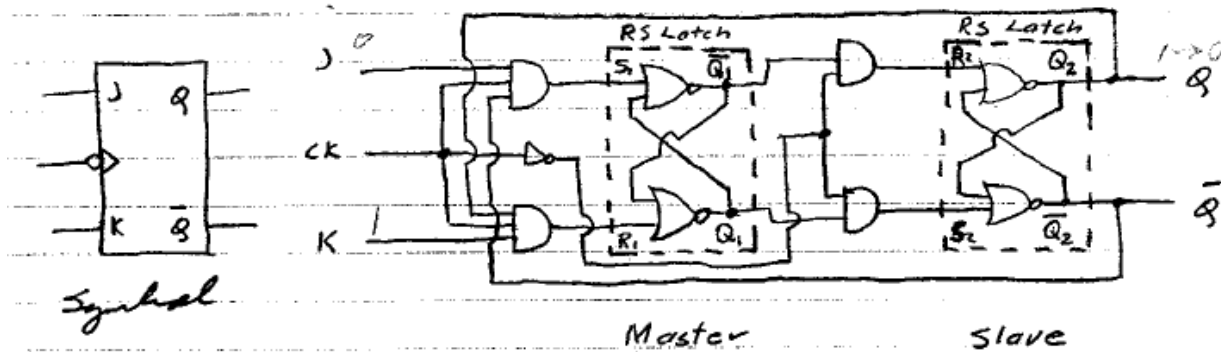 RS Latch RS Latch
J 0 S₁ Q̅₁ R₂ Q₂ 1→0 Q
J Q
CK
K Q̅
K 1 R₁ Q₁ S₂ Q̅₂ Q̅
Symbol
Master Slave